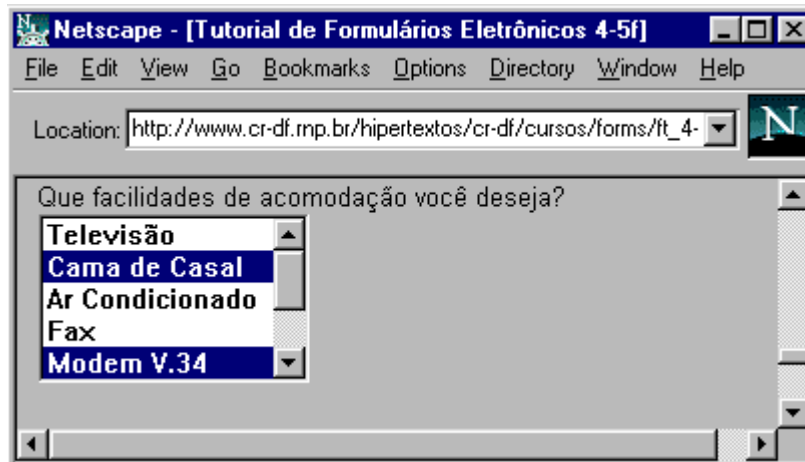 Netscape - [Tutorial de Formulários Eletrônicos 4-5f]
File Edit View Go Bookmarks Options Directory Window Help
Location: http://www.cr-df.rnp.br/hipertextos/cr-df/cursos/forms/ft_4-
N
Que facilidades de acomodação você deseja?
Televisão
Cama de Casal
Ar Condicionado
Fax
Modem V.34